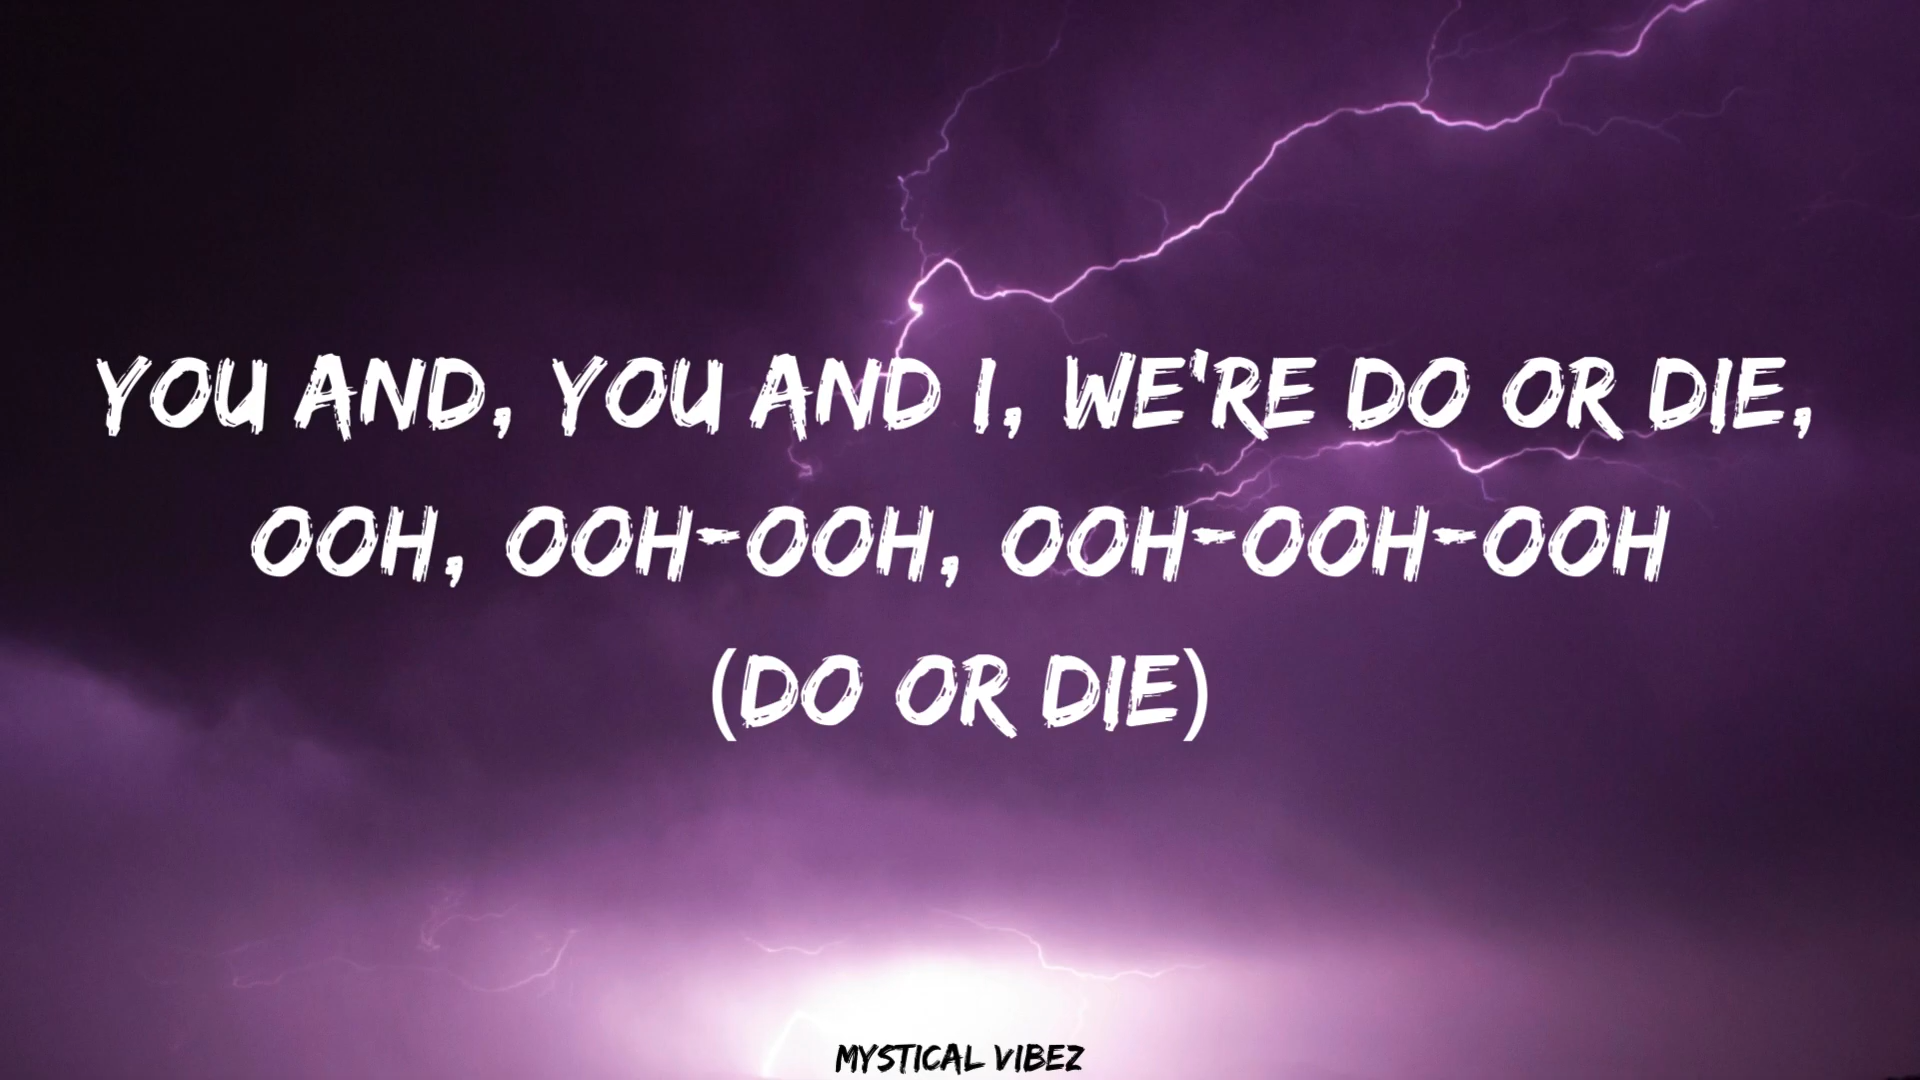 YOU AND, YOU AND I, WE'RE DO OR DIE,
OOH, OOH-OOH, OOH-OOH-OOH
(DO OR DIE)
MYSTICAL VIBEZ